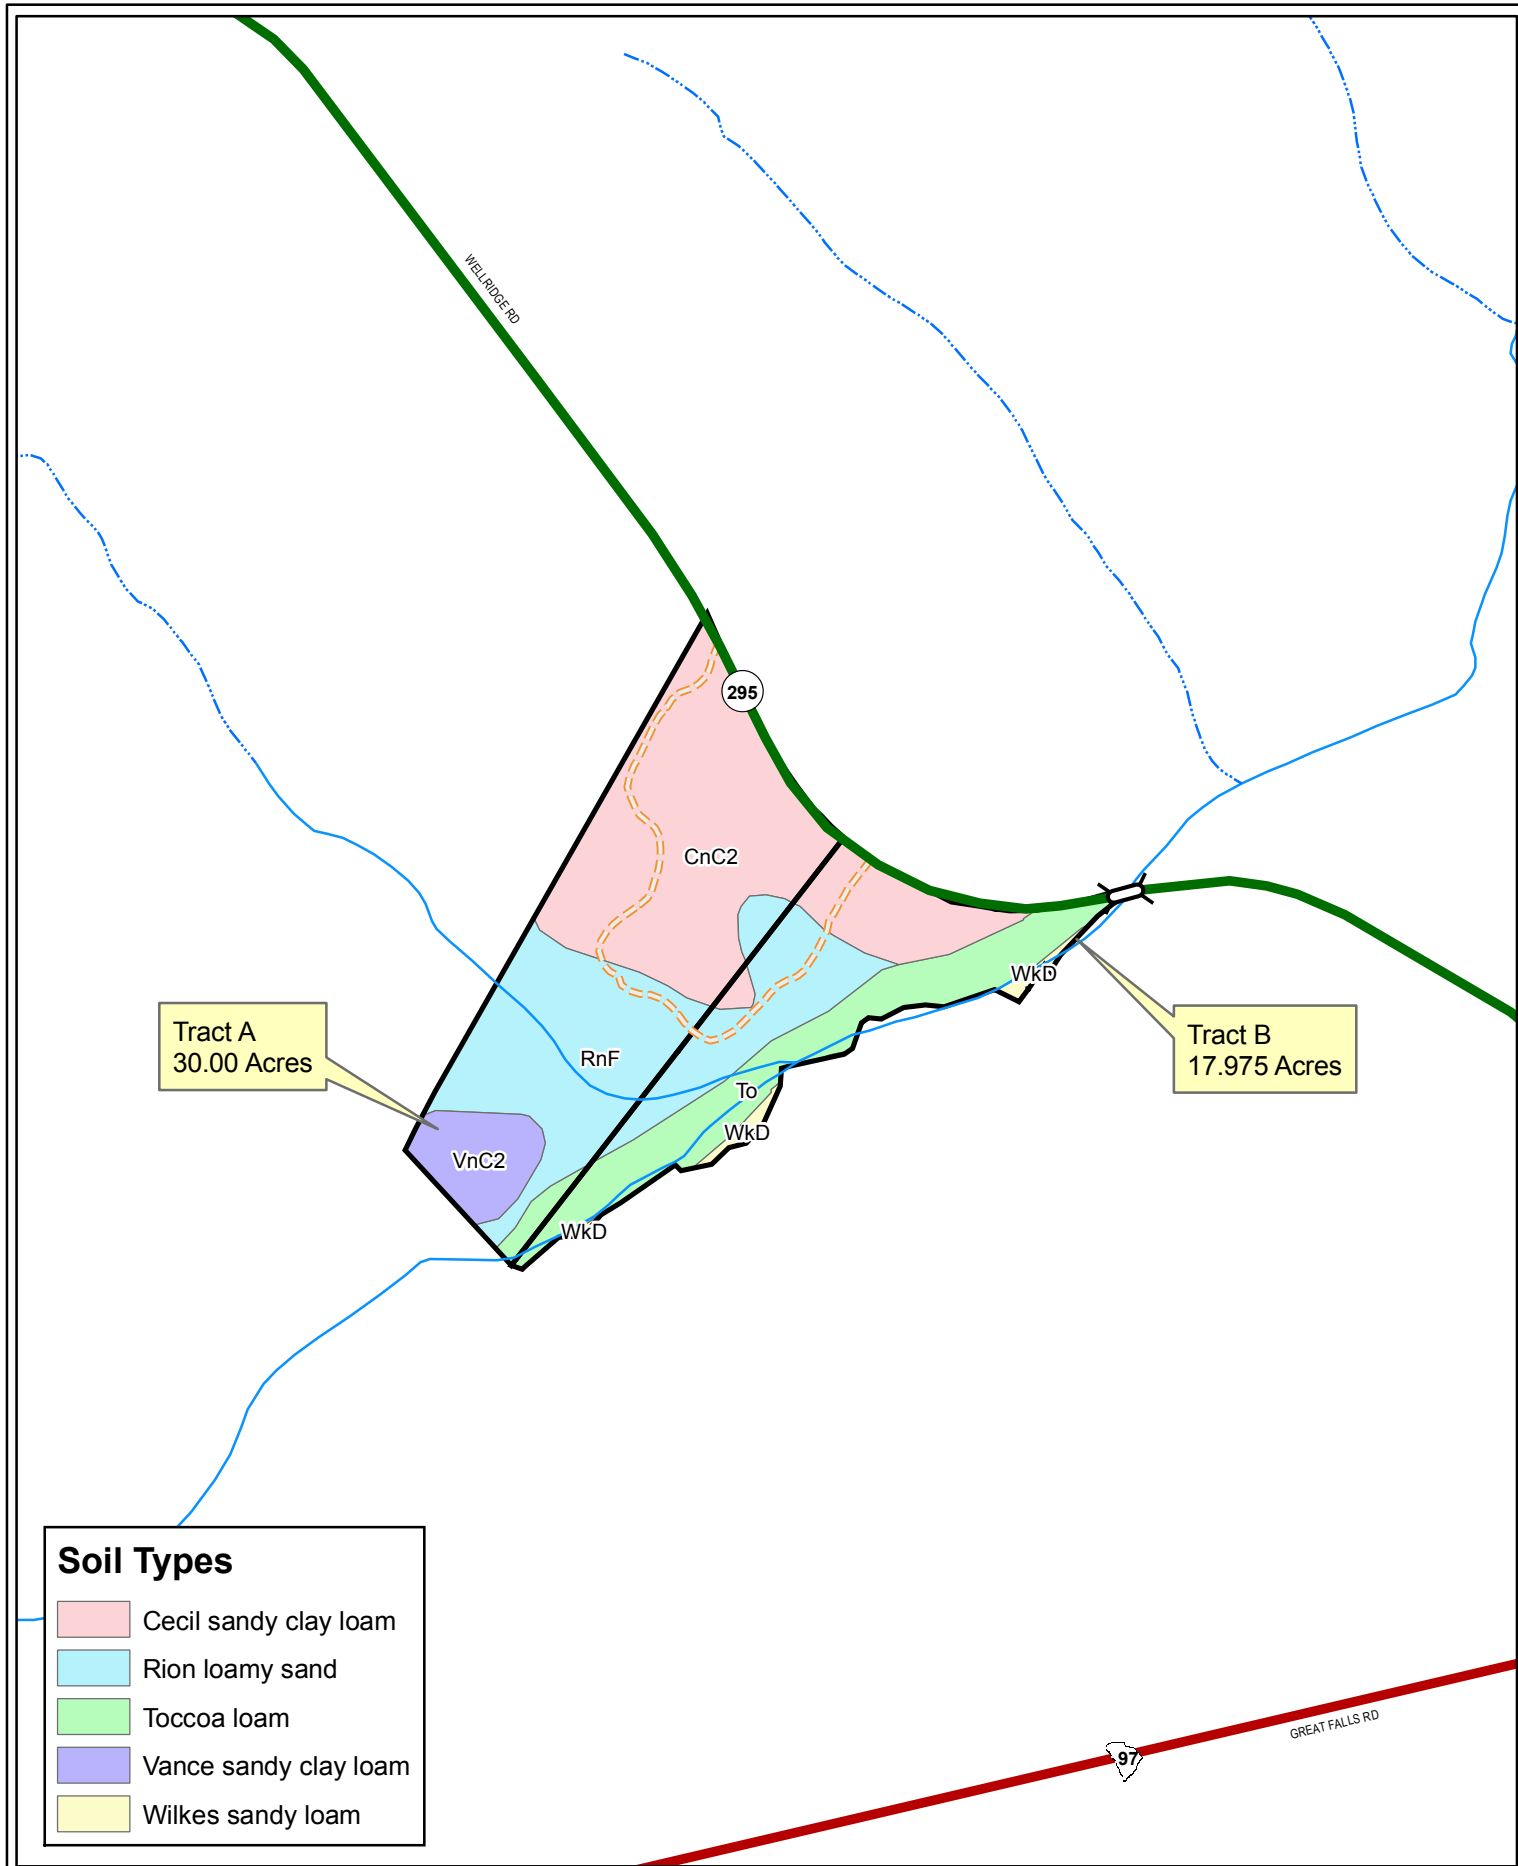 WELLRIDGE RD
295
CnC2
WkD
Tract A
30.00 Acres
Tract B
17.975 Acres
RnF
To
WkD
VnC2
WkD
Soil Types
Cecil sandy clay loam
Rion loamy sand
Toccoa loam
Vance sandy clay loam
Wilkes sandy loam
GREAT FALLS RD
97